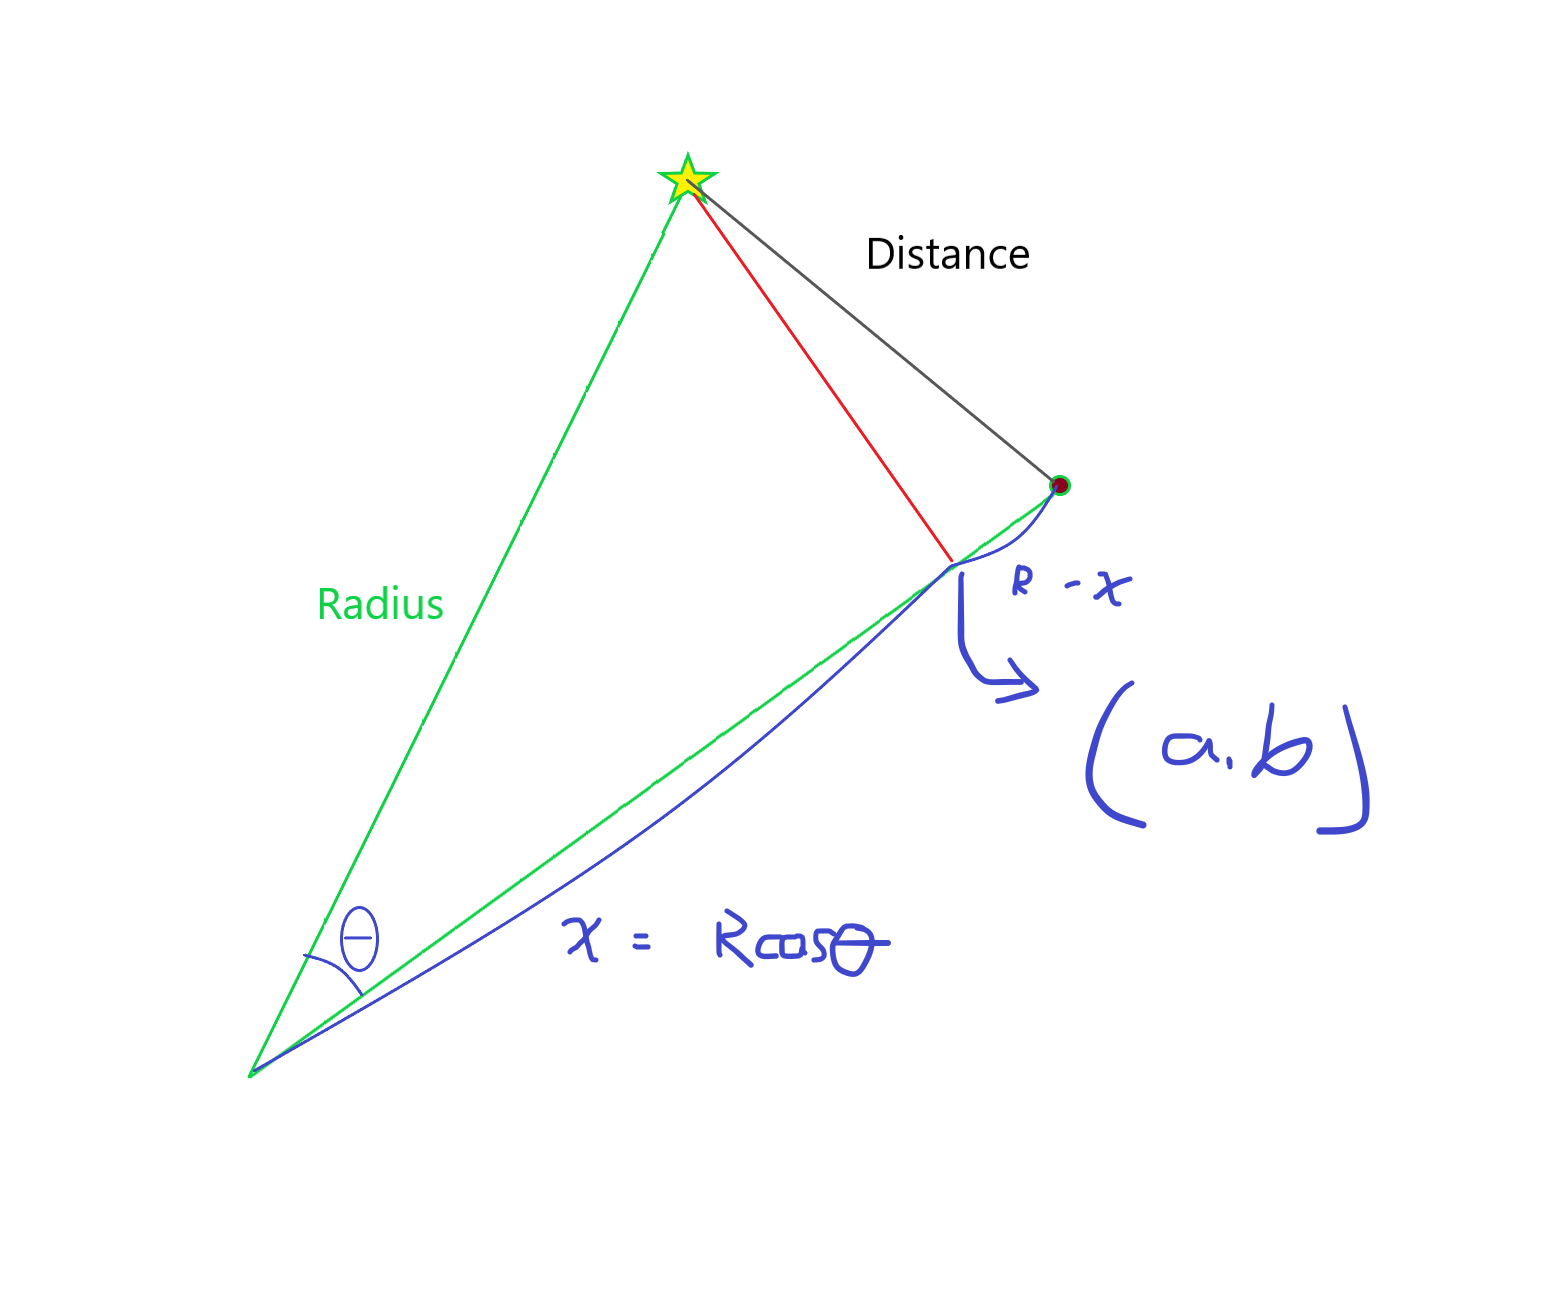 Distance
Radius
R - x
(a,b)
θ
x = Rcosθ